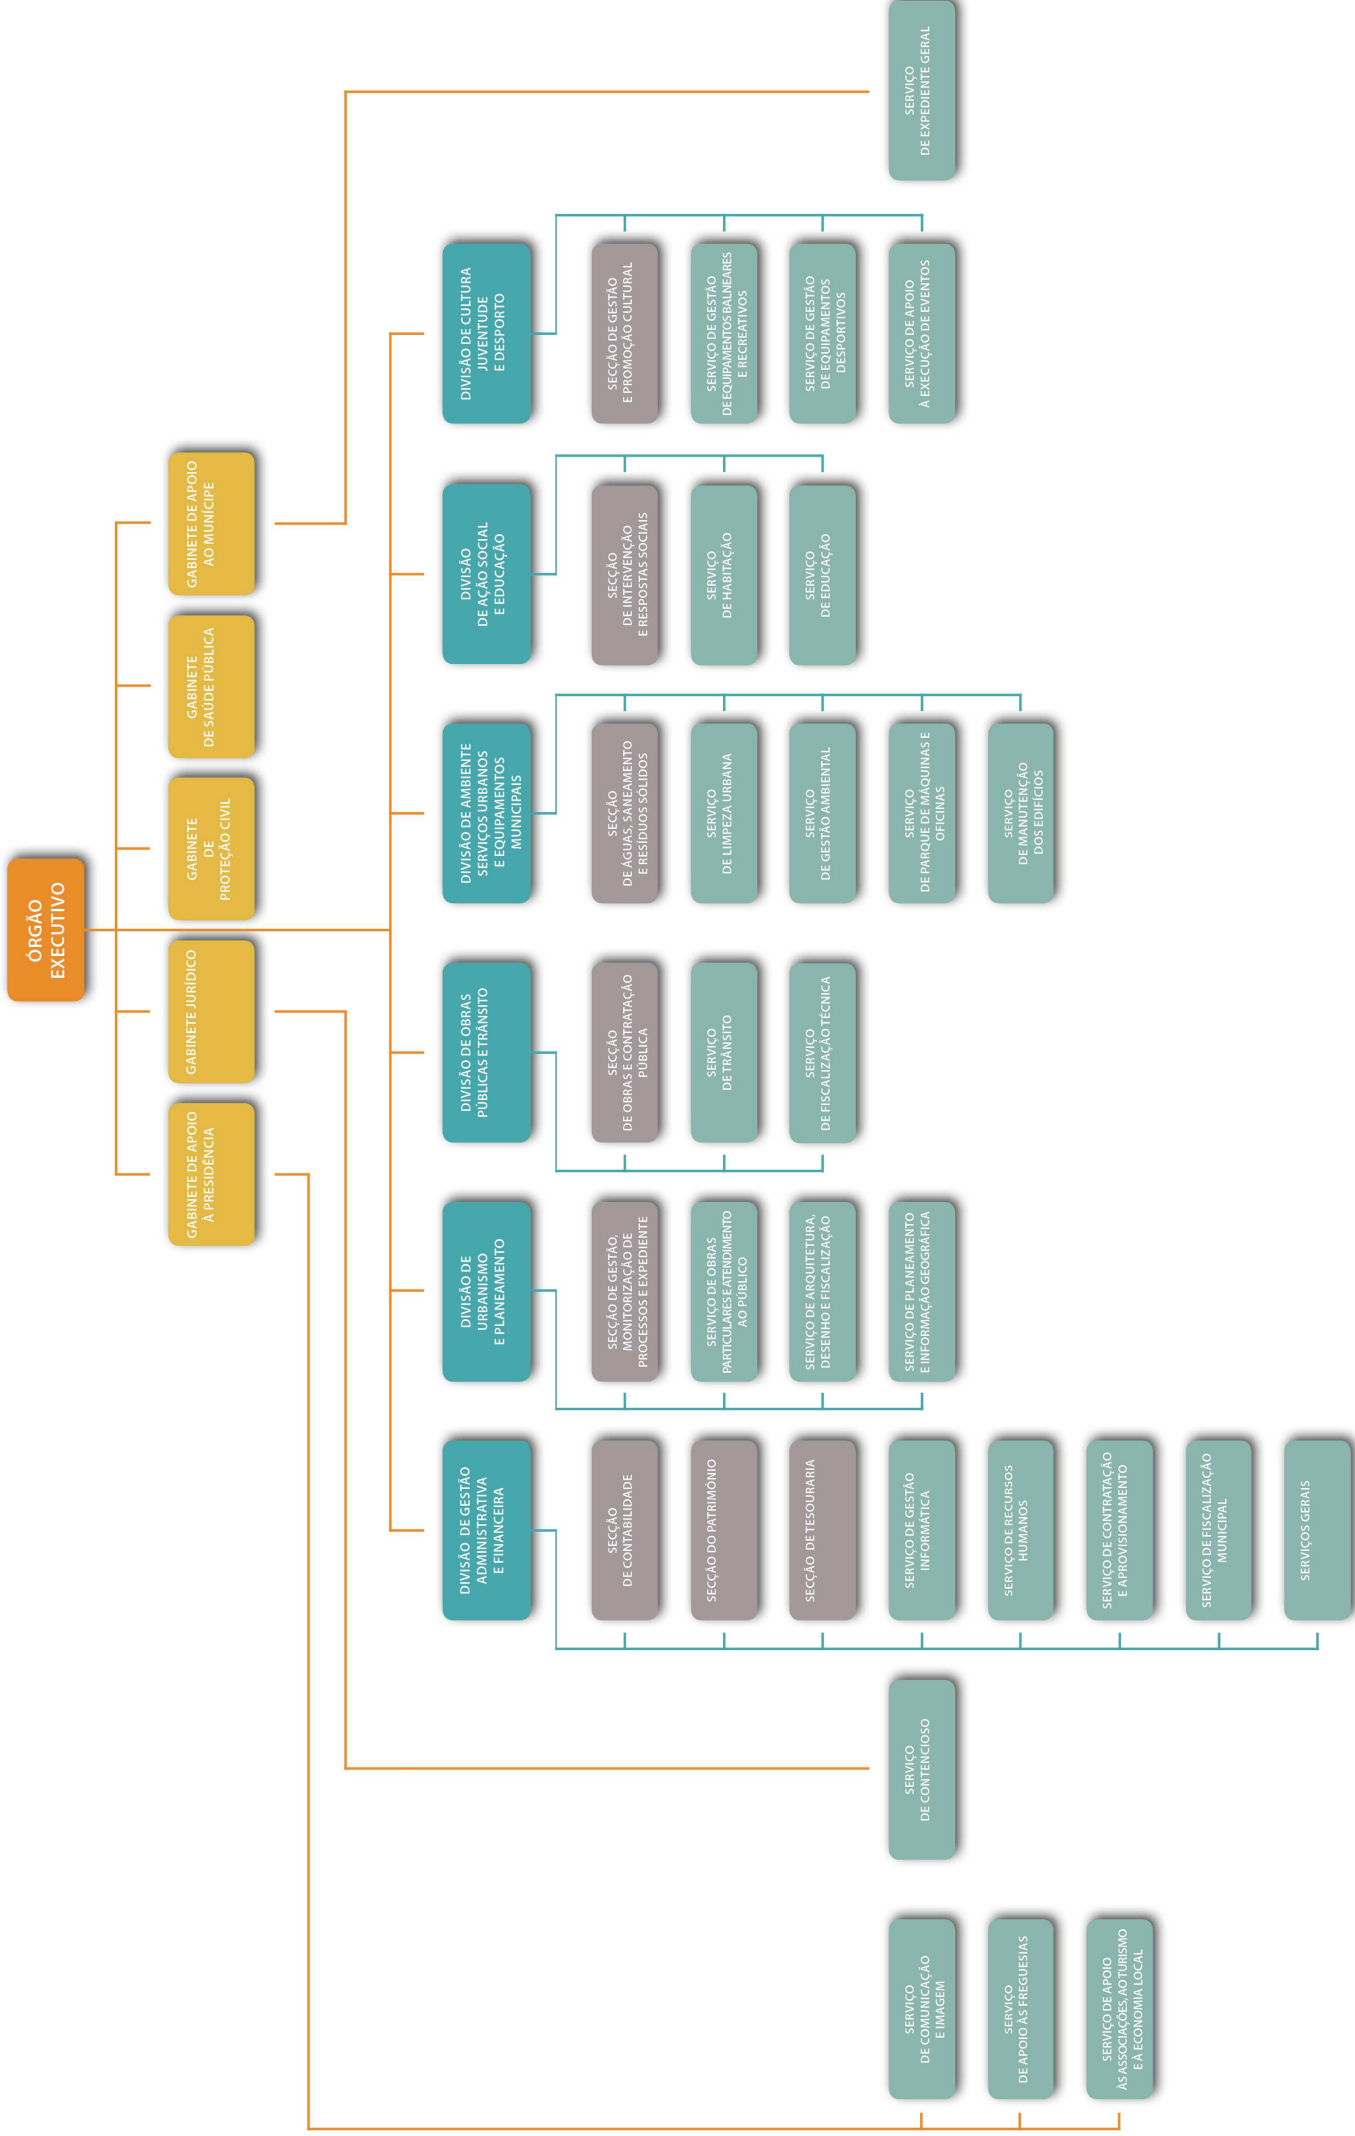 ÓRGÃO
EXECUTIVO
GABINETE DE APOIO
À PRESIDÊNCIA
GABINETE JURÍDICO
GABINETE
DE
PROTEÇÃO CIVIL
GABINETE
DE SAÚDE PÚBLICA
GABINETE DE APOIO
AO MUNÍCIPE
DIVISÃO DE GESTÃO
ADMINISTRATIVA
E FINANCEIRA
DIVISÃO DE
URBANISMO
E PLANEAMENTO
DIVISÃO DE OBRAS
PÚBLICAS E TRÂNSITO
DIVISÃO DE AMBIENTE
SERVIÇOS URBANOS
E EQUIPAMENTOS
MUNICIPAIS
DIVISÃO
DE AÇÃO SOCIAL
E EDUCAÇÃO
DIVISÃO DE CULTURA
JUVENTUDE
E DESPORTO
SECÇÃO
DE CONTABILIDADE
SECÇÃO DE GESTÃO,
MONITORIZAÇÃO DE
PROCESSOS E EXPEDIENTE
SECÇÃO
DE OBRAS E CONTRATAÇÃO
PÚBLICA
SECÇÃO
DE ÁGUAS, SANEAMENTO
E RESÍDUOS SÓLIDOS
SECÇÃO
DE INTERVENÇÃO
E RESPOSTAS SOCIAIS
SECÇÃO DE GESTÃO
E PROMOÇÃO CULTURAL
SECÇÃO DO PATRIMÓNIO
SERVIÇO DE OBRAS
PARTICULARES E ATENDIMENTO
AO PÚBLICO
SERVIÇO
DE TRÂNSITO
SERVIÇO
DE LIMPEZA URBANA
SERVIÇO
DE HABITAÇÃO
SERVIÇO DE GESTÃO
DE EQUIPAMENTOS BALNEARES
E RECREATIVOS
SECÇÃO DE TESOURARIA
SERVIÇO DE ARQUITETURA,
DESENHO E FISCALIZAÇÃO
SERVIÇO
DE FISCALIZAÇÃO TÉCNICA
SERVIÇO
DE GESTÃO AMBIENTAL
SERVIÇO
DE EDUCAÇÃO
SERVIÇO DE GESTÃO
DE EQUIPAMENTOS
DESPORTIVOS
SERVIÇO
DE COMUNICAÇÃO
E IMAGEM
SERVIÇO
DE CONTENCIOSO
SERVIÇO DE GESTÃO
INFORMÁTICA
SERVIÇO DE PLANEAMENTO
E INFORMAÇÃO GEOGRÁFICA
SERVIÇO
DE PARQUE DE MÁQUINAS E
OFICINAS
SERVIÇO DE APOIO
À EXECUÇÃO DE EVENTOS
SERVIÇO
DE EXPEDIENTE GERAL
SERVIÇO
DE APOIO ÀS FREGUESIAS
SERVIÇO DE RECURSOS
HUMANOS
SERVIÇO
DE MANUTENÇÃO
DOS EDIFÍCIOS
SERVIÇO DE APOIO
ÀS ASSOCIAÇÕES, AO TURISMO
E À ECONOMIA LOCAL
SERVIÇO DE CONTRATAÇÃO
E APROVISIONAMENTO
SERVIÇO DE FISCALIZAÇÃO
MUNICIPAL
SERVIÇOS GERAIS